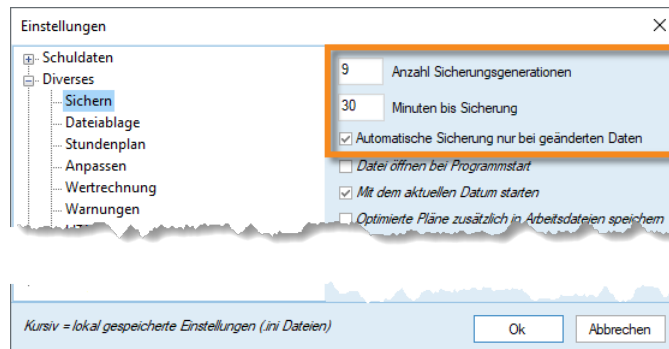 Einstellungen
Schuldaten
Diverses
Sichern
Dateiablage
Stundenplan
Anpassen
Wertrechnung
Warnungen
9 Anzahl Sicherungsgenerationen
30 Minuten bis Sicherung
Automatische Sicherung nur bei geänderten Daten
Datei öffnen bei Programmstart
Mit dem aktuellen Datum starten
Optimierte Pläne zusätzlich in Arbeitsdateien speichern
Kursiv = lokal gespeicherte Einstellungen (.ini Dateien)
Ok
Abbrechen